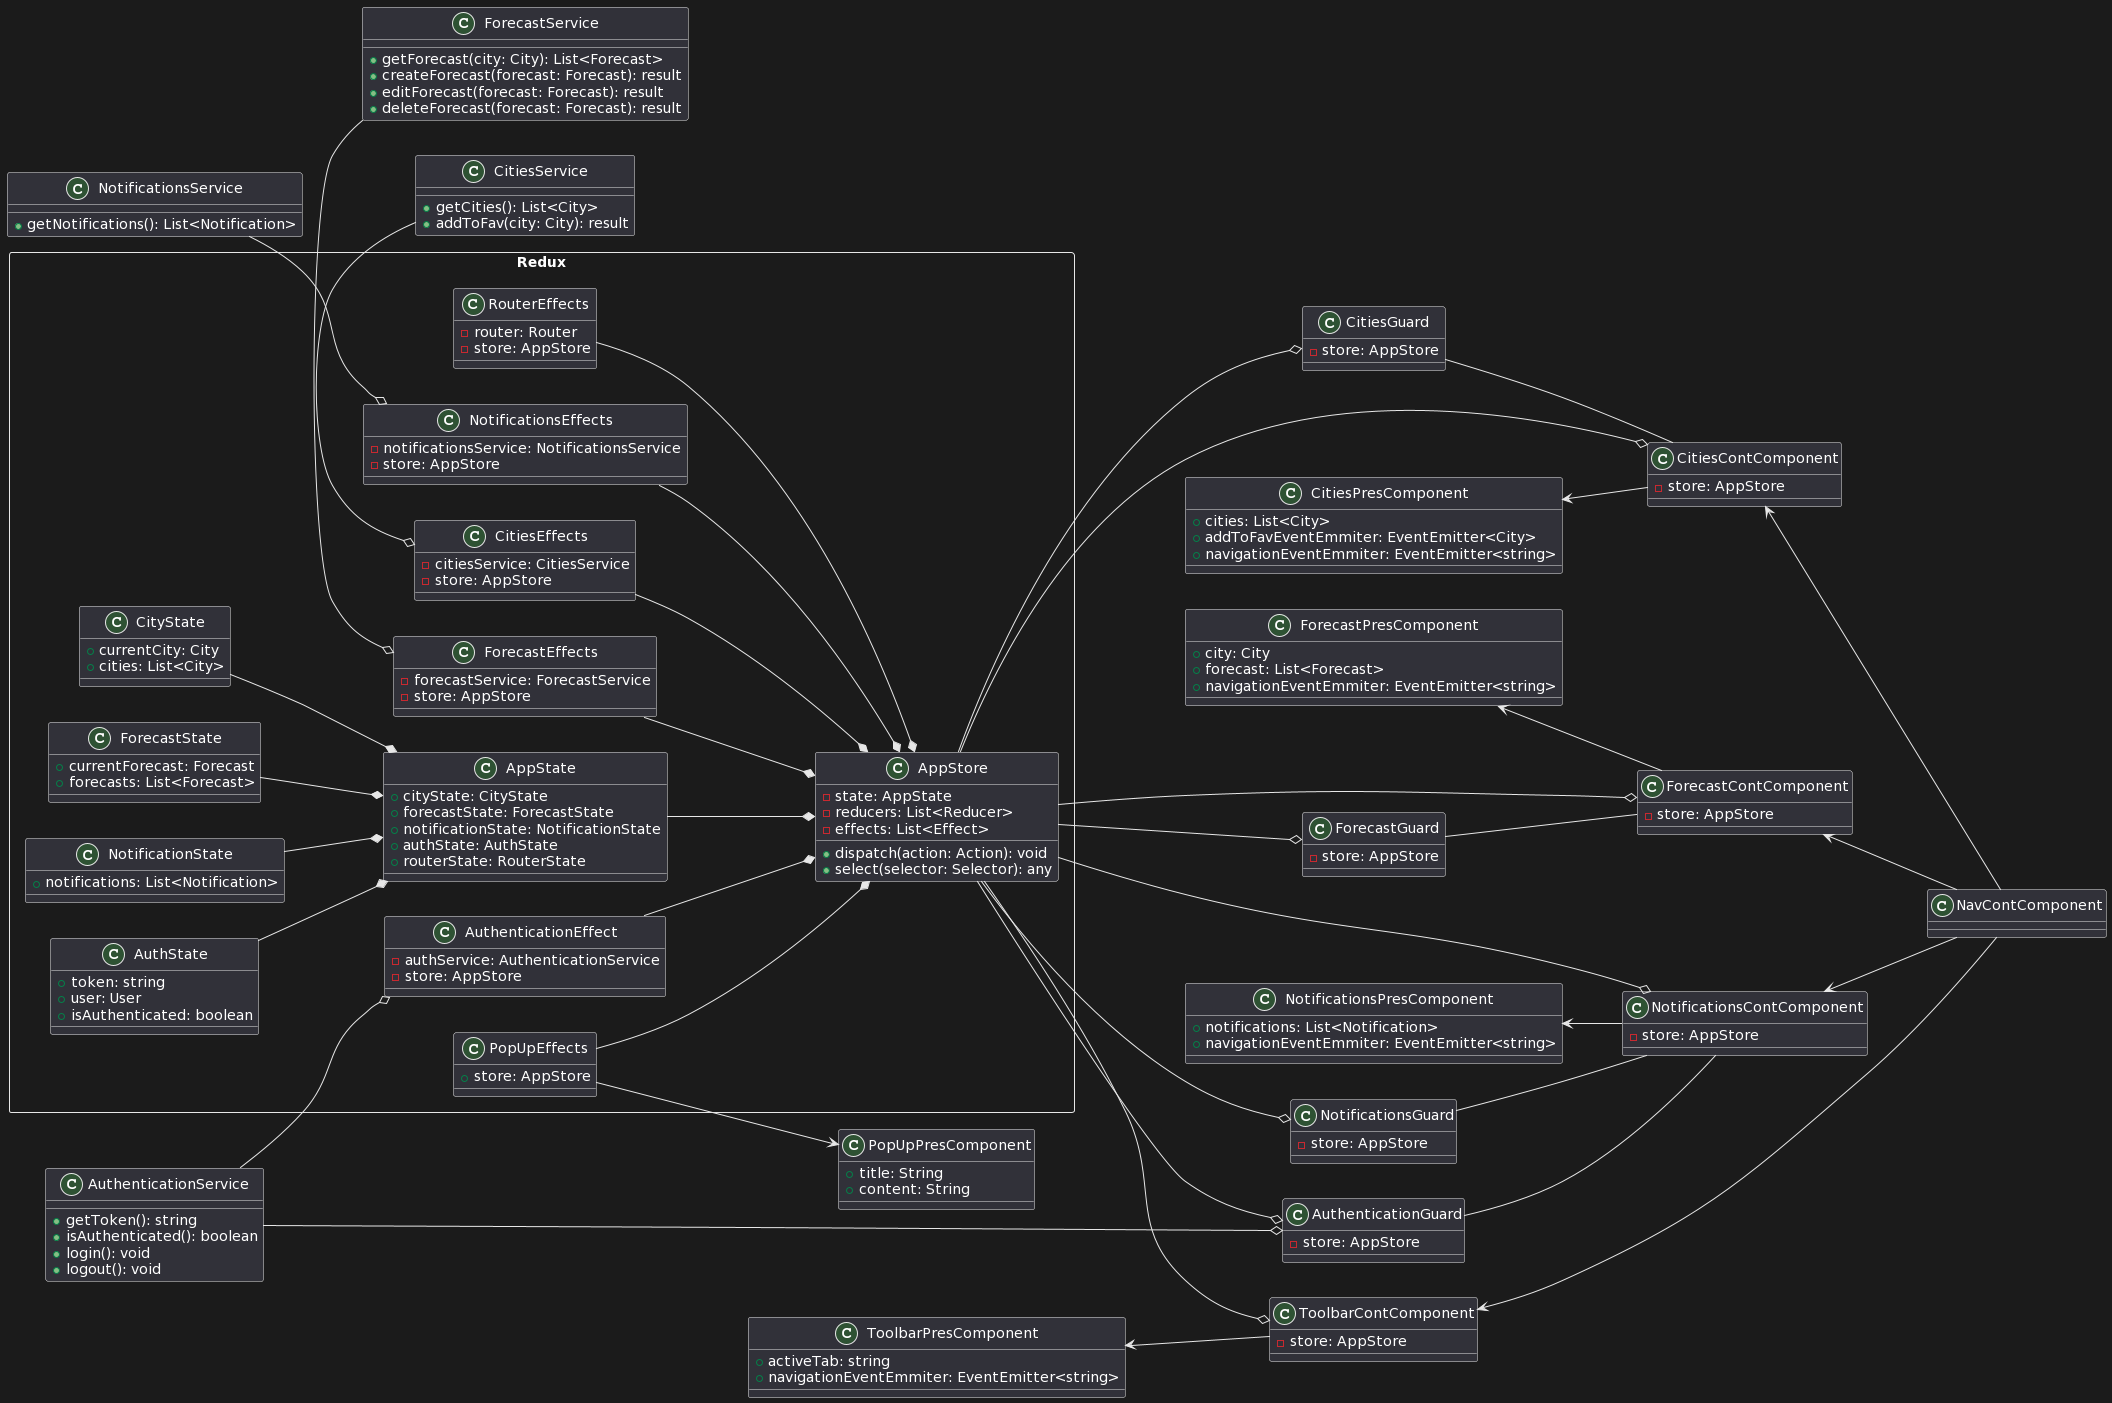 ForecastService
getForecast(city: City): List<Forecast>
createForecast(forecast: Forecast): result
editForecast(forecast: Forecast): result
deleteForecast(forecast: Forecast): result
CitiesService
getCities(): List<City>
addToFav(city: City): result
NotificationsService
getNotifications(): List<Notification>
Redux
RouterEffects
router: Router
store: AppStore
NotificationsEffects
notificationsService: NotificationsService
store: AppStore
CitiesEffects
citiesService: CitiesService
store: AppStore
ForecastEffects
forecastService: ForecastService
store: AppStore
CityState
currentCity: City
cities: List<City>
ForecastState
currentForecast: Forecast
forecasts: List<Forecast>
NotificationState
notifications: List<Notification>
AuthState
token: string
user: User
isAuthenticated: boolean
AppState
cityState: CityState
forecastState: ForecastState
notificationState: NotificationState
authState: AuthState
routerState: RouterState
AuthenticationEffect
authService: AuthenticationService
store: AppStore
PopUpEffects
store: AppStore
AppStore
state: AppState
reducers: List<Reducer>
effects: List<Effect>
dispatch(action: Action): void
select(selector: Selector): any
AuthenticationService
getToken(): string
isAuthenticated(): boolean
login(): void
logout(): void
PopUpPresComponent
title: String
content: String
ToolbarPresComponent
activeTab: string
navigationEventEmmiter: EventEmitter<string>
CitiesGuard
store: AppStore
CitiesContComponent
store: AppStore
CitiesPresComponent
cities: List<City>
addToFavEventEmmiter: EventEmitter<City>
navigationEventEmmiter: EventEmitter<string>
ForecastPresComponent
city: City
forecast: List<Forecast>
navigationEventEmmiter: EventEmitter<string>
ForecastContComponent
store: AppStore
ForecastGuard
store: AppStore
NavContComponent
NotificationsPresComponent
notifications: List<Notification>
navigationEventEmmiter: EventEmitter<string>
NotificationsContComponent
store: AppStore
NotificationsGuard
store: AppStore
AuthenticationGuard
store: AppStore
ToolbarContComponent
store: AppStore